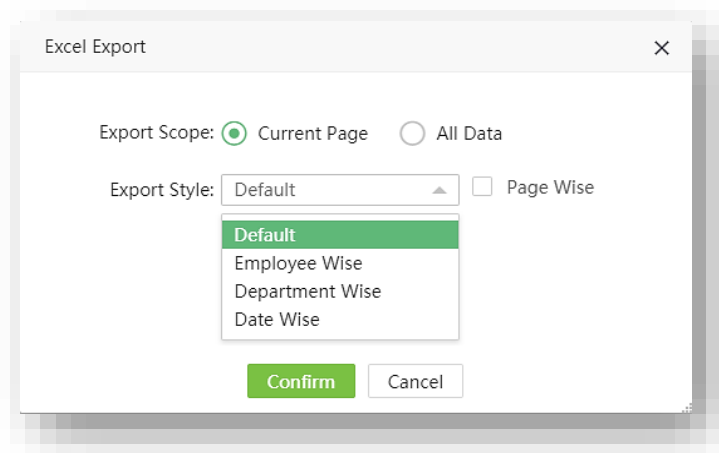 Excel Export
Export Scope: Current Page All Data
Export Style: Default Page Wise
Default
Employee Wise
Department Wise
Date Wise
Confirm Cancel